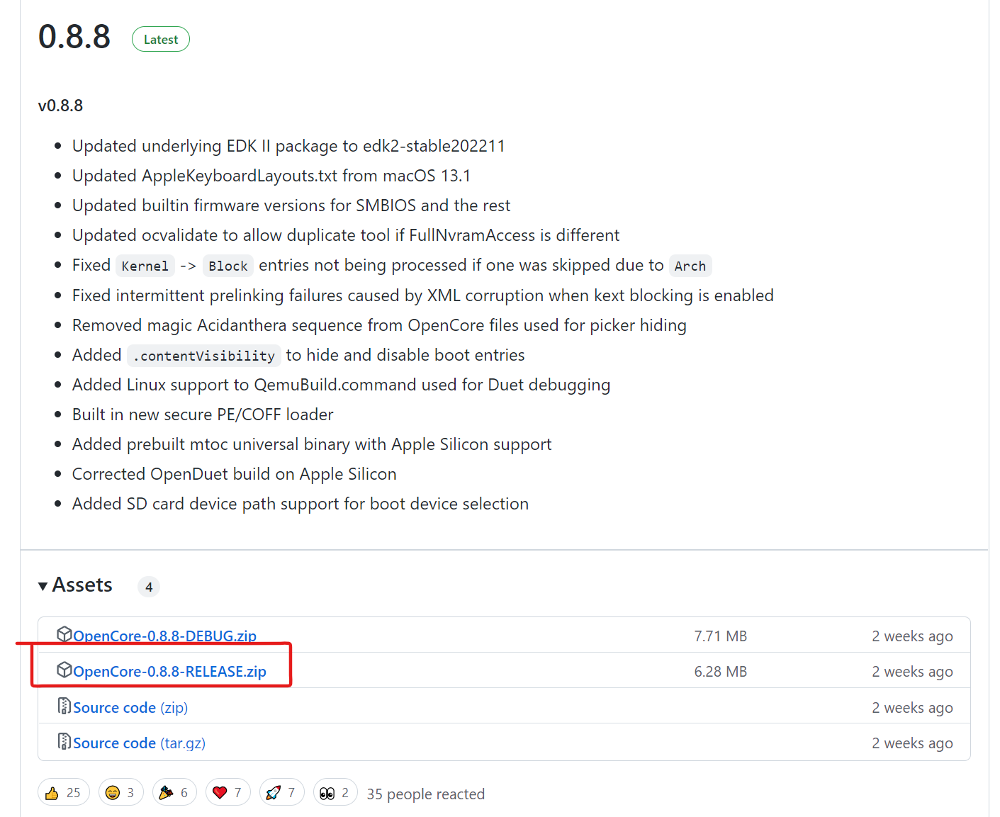 0.8.8 Latest
v0.8.8
Updated underlying EDK II package to edk2-stable202211
Updated AppleKeyboardLayouts.txt from macOS 13.1
Updated builtin firmware versions for SMBIOS and the rest
Updated ocvalidate to allow duplicate tool if FullNvramAccess is different
Fixed Kernel -> Block entries not being processed if one was skipped due to Arch
Fixed intermittent prelinking failures caused by XML corruption when kext blocking is enabled
Removed magic Acidanthera sequence from OpenCore files used for picker hiding
Added .contentVisibility to hide and disable boot entries
Added Linux support to QemuBuild.command used for Duet debugging
Built in new secure PE/COFF loader
Added prebuilt mtoc universal binary with Apple Silicon support
Corrected OpenDuet build on Apple Silicon
Added SD card device path support for boot device selection
Assets 4
OpenCore-0.8.8-DEBUG.zip 7.71 MB 2 weeks ago
OpenCore-0.8.8-RELEASE.zip 6.28 MB 2 weeks ago
Source code (zip) 2 weeks ago
Source code (tar.gz) 2 weeks ago
25 3 6 7 7 2 35 people reacted